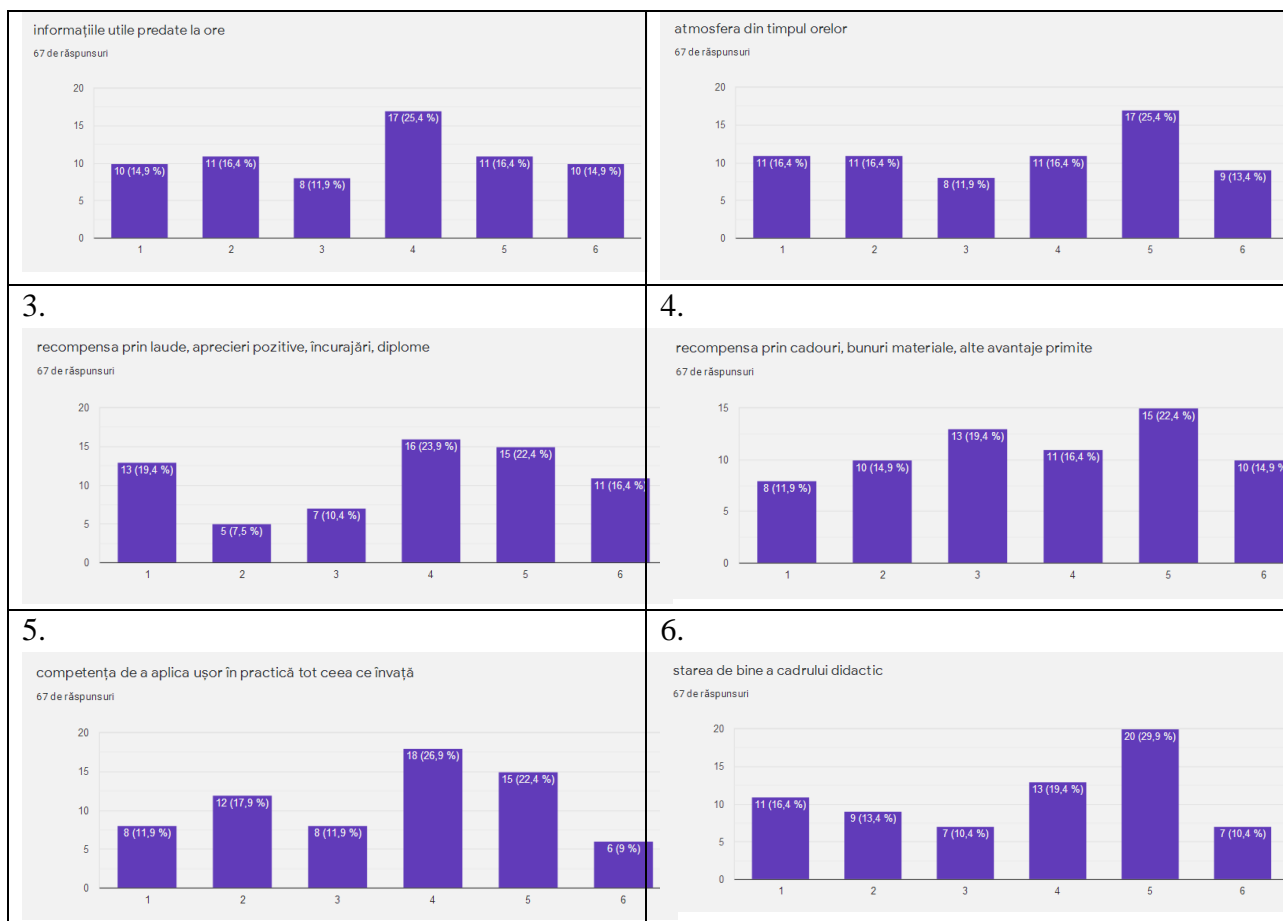 informațiile utile predate la ore
67 de răspunsuri
20
15
10
5
0
10 (14,9 %)
11 (16,4 %)
8 (11,9 %)
17 (25,4 %)
11 (16,4 %)
10 (14,9 %)
1 2 3 4 5 6
atmosfera din timpul orelor
67 de răspunsuri
20
15
10
5
0
11 (16,4 %)
11 (16,4 %)
8 (11,9 %)
11 (16,4 %)
17 (25,4 %)
9 (13,4 %)
1 2 3 4 5 6
3.
recompensa prin laude, aprecieri pozitive, încurajări, diplome
67 de răspunsuri
20
15
10
5
0
13 (19,4 %)
5 (7,5 %)
7 (10,4 %)
16 (23,9 %)
15 (22,4 %)
11 (16,4 %)
1 2 3 4 5 6
4.
recompensa prin cadouri, bunuri materiale, alte avantaje primite
67 de răspunsuri
15
10
5
0
8 (11,9 %)
10 (14,9 %)
13 (19,4 %)
11 (16,4 %)
15 (22,4 %)
10 (14,9 %
1 2 3 4 5 6
5.
competența de a aplica ușor în practică tot ceea ce învață
67 de răspunsuri
20
15
10
5
0
8 (11,9 %)
12 (17,9 %)
8 (11,9 %)
18 (26,9 %)
15 (22,4 %)
6 (9 %)
1 2 3 4 5 6
6.
starea de bine a cadrului didactic
67 de răspunsuri
20
15
10
5
0
11 (16,4 %)
9 (13,4 %)
7 (10,4 %)
13 (19,4 %)
20 (29,9 %)
7 (10,4 %)
1 2 3 4 5 6